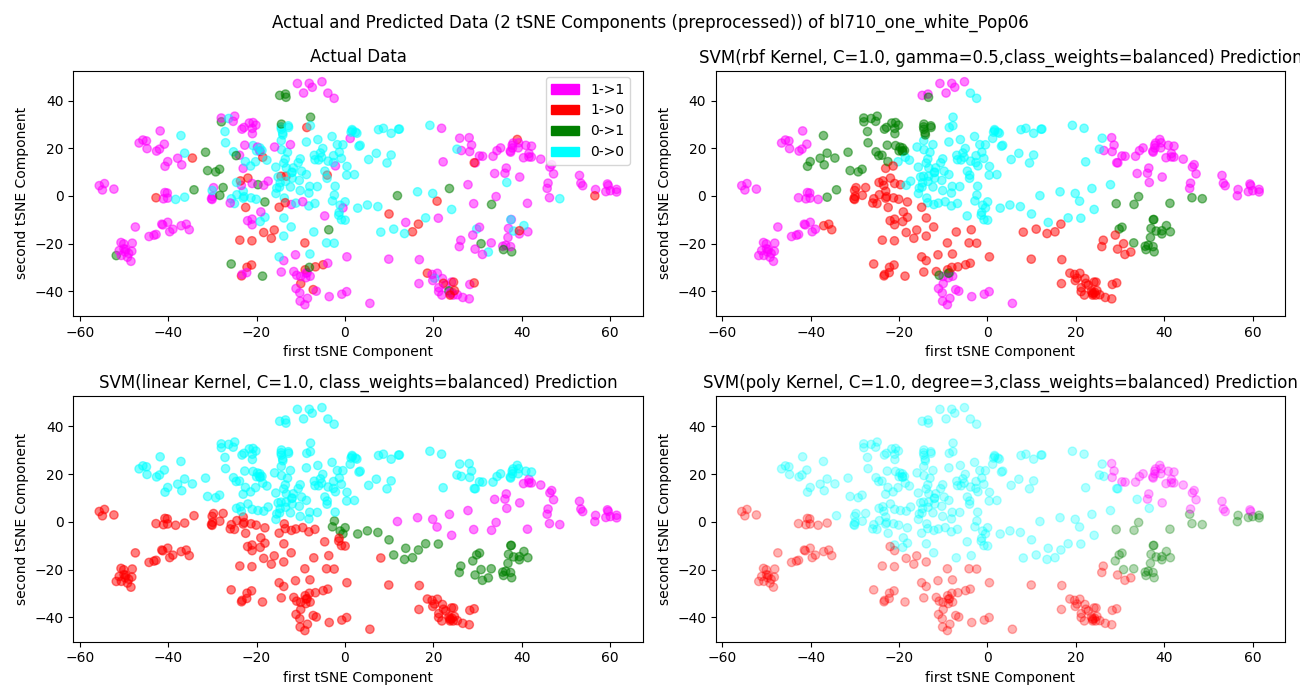 Actual and Predicted Data (2 tSNE Components (preprocessed)) of bl710_one_white_Pop06
Actual Data
second tSNE Component
40
20
0
−20
−40
1->1
1->0
0->1
0->0
−60 −40 −20 0 20 40 60
first tSNE Component
SVM(rbf Kernel, C=1.0, gamma=0.5,class_weights=balanced) Prediction
second tSNE Component
40
20
0
−20
−40
−60 −40 −20 0 20 40 60
first tSNE Component
SVM(linear Kernel, C=1.0, class_weights=balanced) Prediction
second tSNE Component
40
20
0
−20
−40
−60 −40 −20 0 20 40 60
first tSNE Component
SVM(poly Kernel, C=1.0, degree=3,class_weights=balanced) Prediction
second tSNE Component
40
20
0
−20
−40
−60 −40 −20 0 20 40 60
first tSNE Component